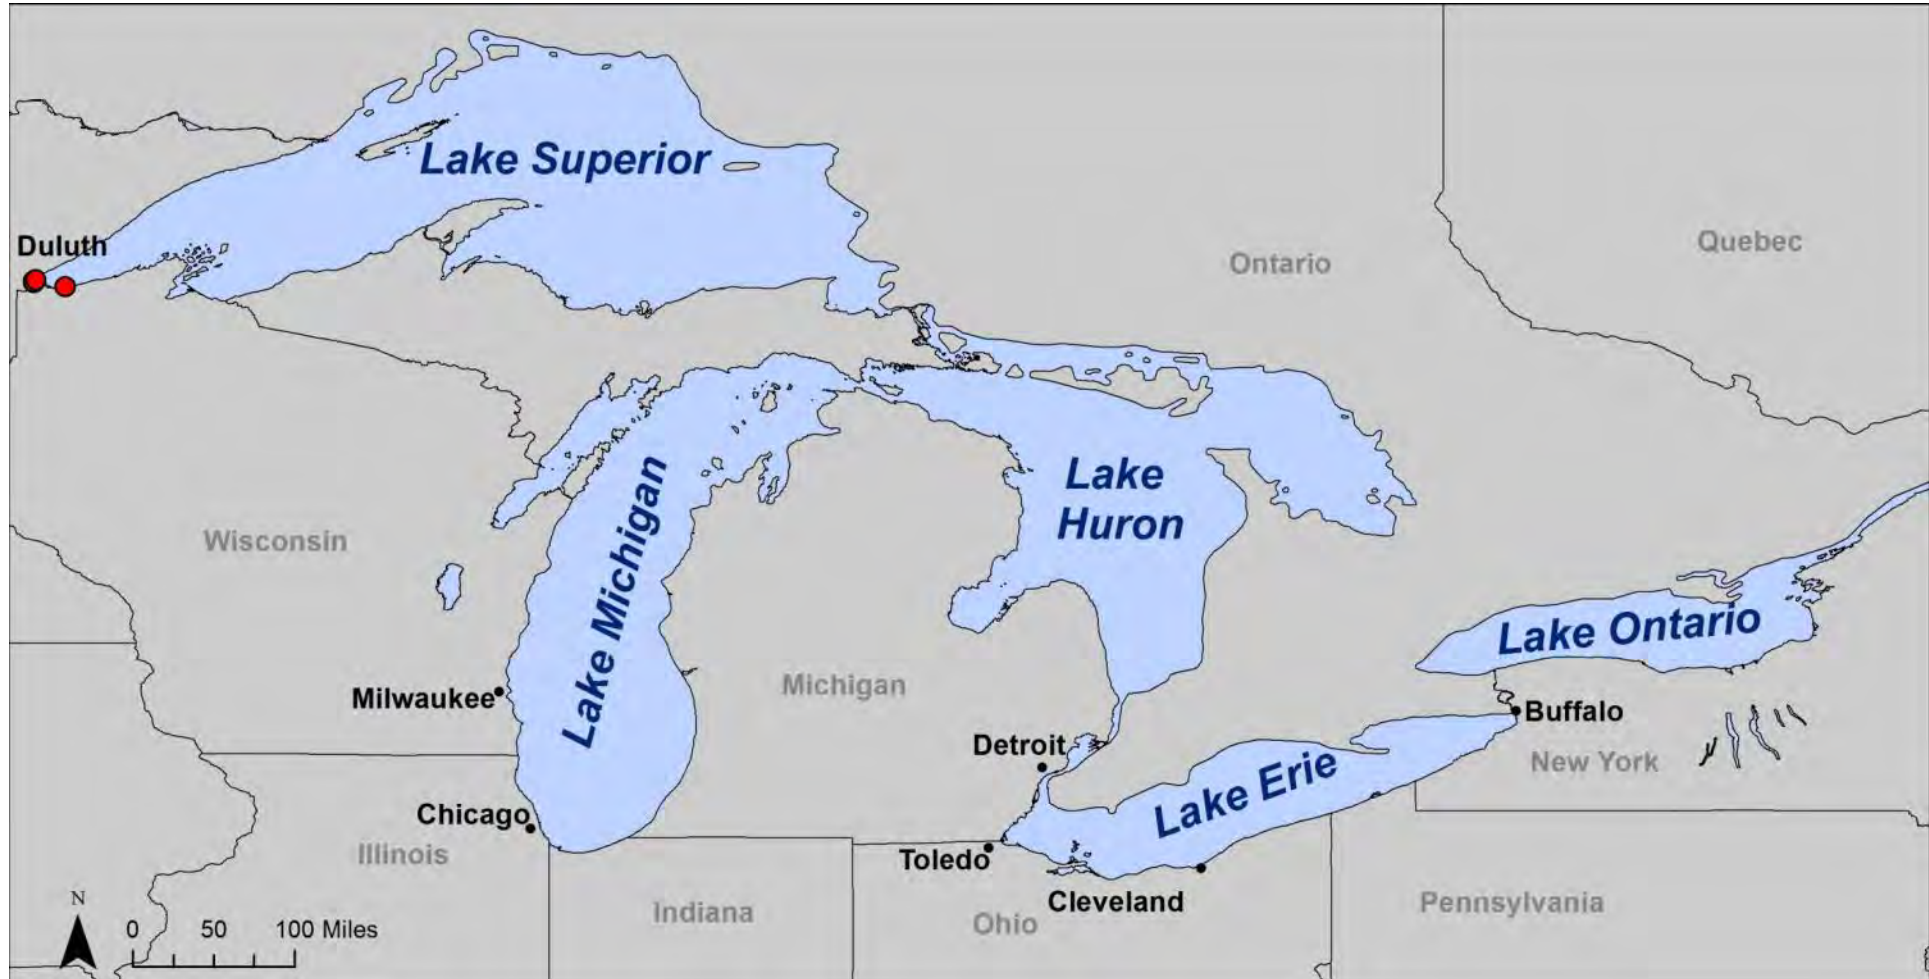 Lake Superior
Duluth
Quebec
Ontario
Lake
Huron
Lake Michigan
Wisconsin
Lake Ontario
Milwaukee
Michigan
Buffalo
Detroit
New York
Lake Erie
Chicago
Illinois
Toledo
Cleveland
Pennsylvania
Indiana
Ohio
N
0 50 100 Miles